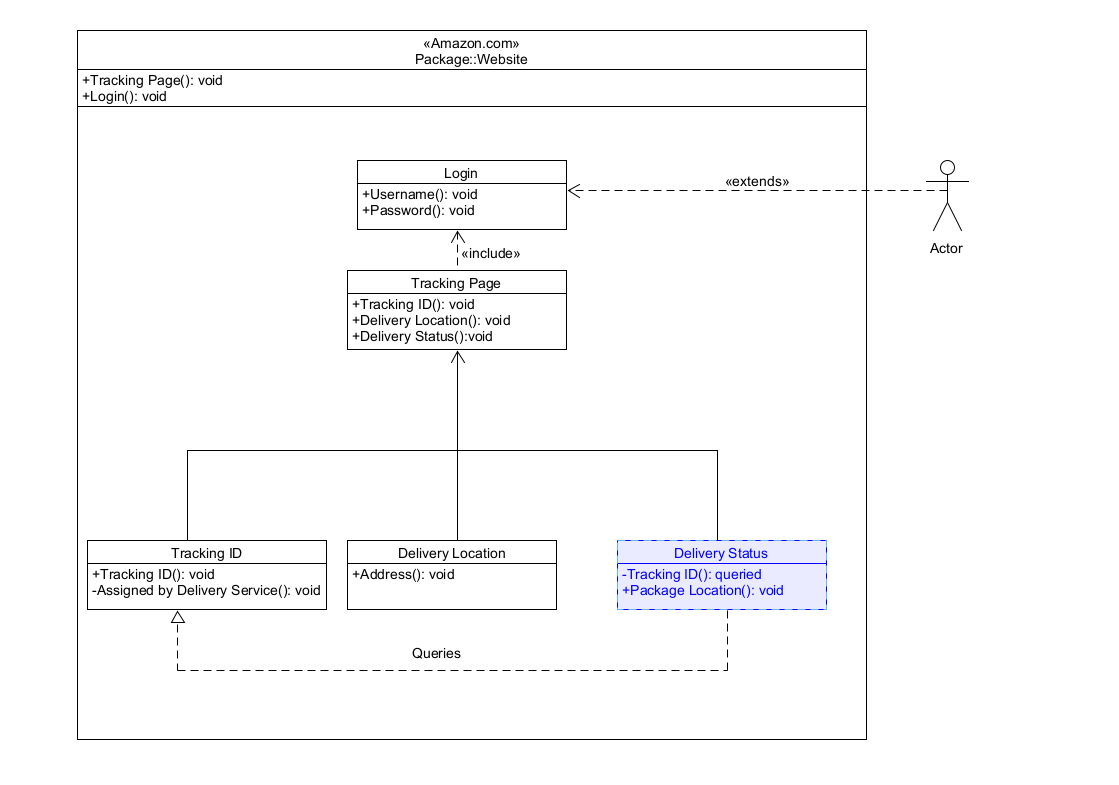 «Amazon.com»
Package::Website
+Tracking Page(): void
+Login(): void
Login
+Username(): void
+Password(): void
«extends»
Actor
«include»
Tracking Page
+Tracking ID(): void
+Delivery Location(): void
+Delivery Status():void
Tracking ID
+Tracking ID(): void
-Assigned by Delivery Service(): void
Delivery Location
+Address(): void
Delivery Status
-Tracking ID(): queried
+Package Location(): void
Queries